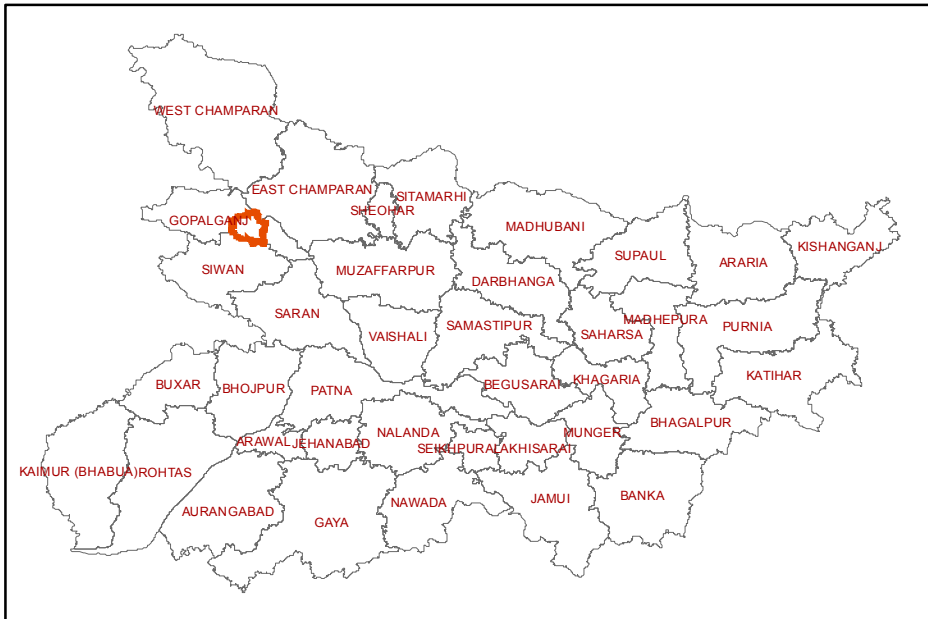 WEST CHAMPARAN
EAST CHAMPARAN
SHEOHAR
SITAMARHI
GOPALGANJ
MADHUBANI
SUPAUL
ARARIA
KISHANGANJ
SIWAN
MUZAFFARPUR
DARBHANGA
SARAN
VAISHALI
SAMASTIPUR
SAHARSA
MADHEPURA
PURNIA
BUXAR
BHOJPUR
PATNA
BEGUSARAI
KHAGARIA
KATIHAR
ARAWAL
JEHANABAD
NALANDA
SEIKHPURA
LAKHISARAI
MUNGER
BHAGALPUR
KAIMUR (BHABUA)
ROHTAS
AURANGABAD
GAYA
NAWADA
JAMUI
BANKA